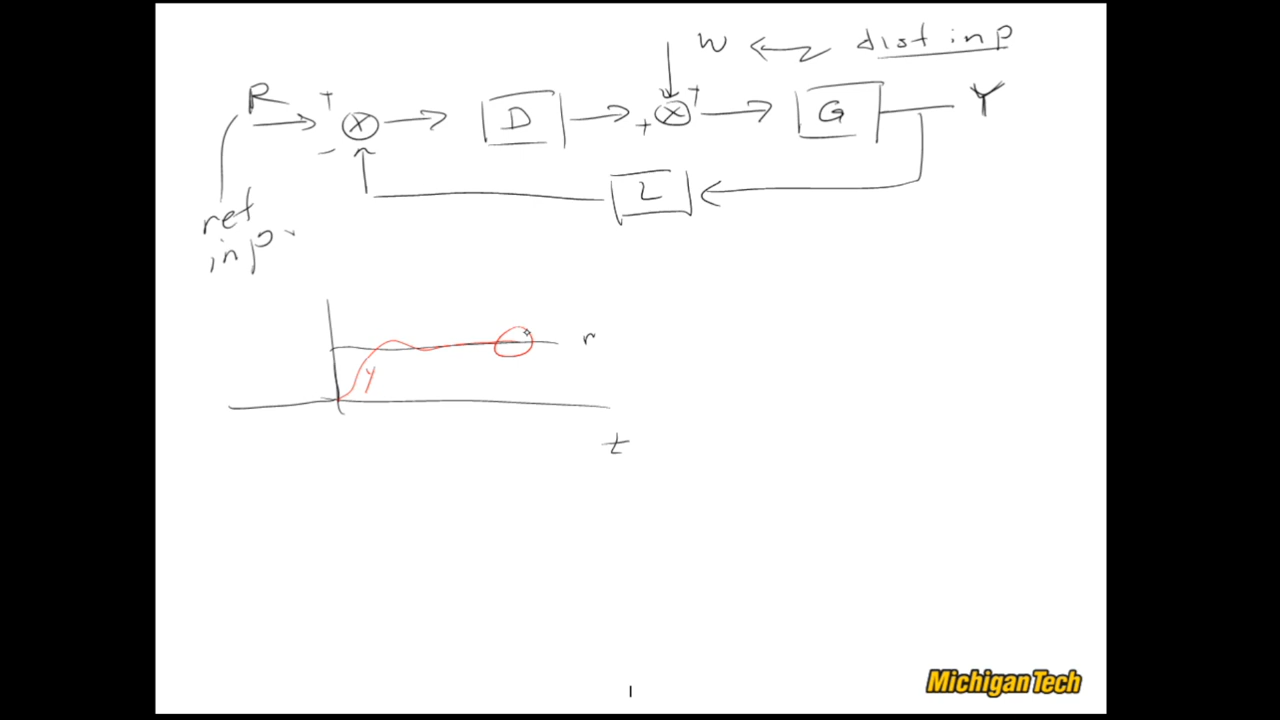 W dist inp
R + X D + X + G Y
-
L
ref
inp.
r
y
t
1
Michigan Tech